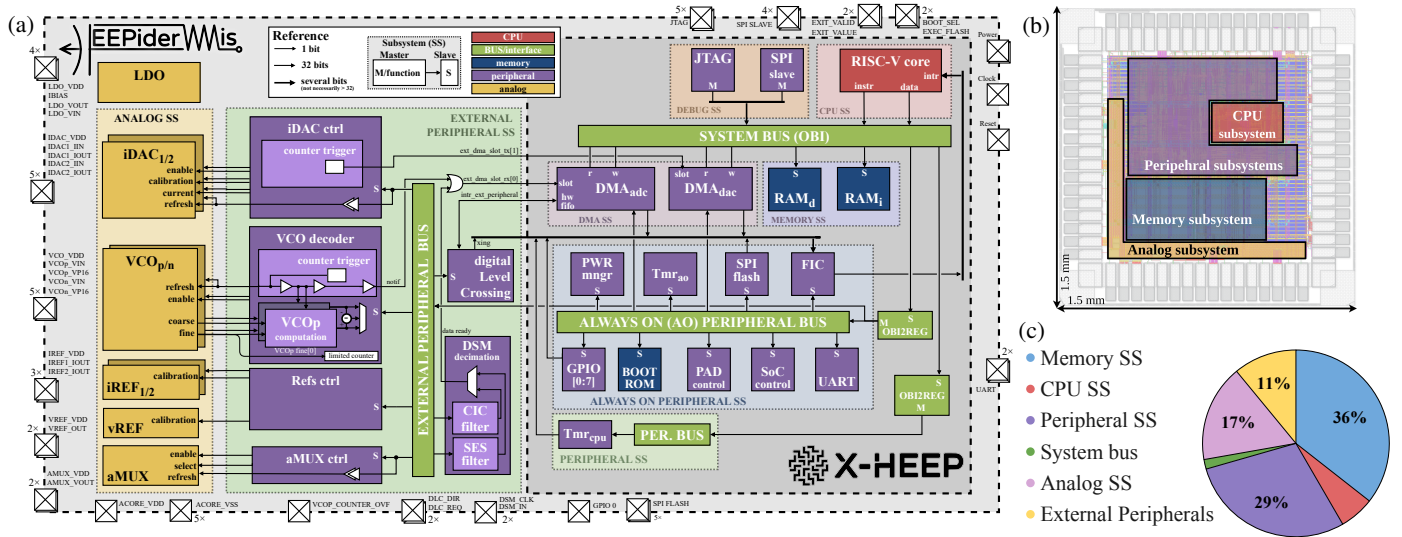 (a)
EEPiderWis
Reference
1 bit
32 bits
several bits
(not necessarily > 32)
Subsystem (SS)
Master
Slave
M/function
S
CPU
BUS/interface
memory
peripheral
analog
5×
JTAG
4×
SPI SLAVE
2×
EXIT_VALID
EXIT_VALUE
2×
BOOT_SEL
EXEC_FLASH
Power
Clock
Reset
2×
UART
4×
LDO_VDD
IBIAS
LDO_VOUT
LDO_VIN
IDAC_VDD
IDAC1_IIN
IDAC1_IOUT
IDAC2_IIN
IDAC2_IOUT
5×
VCO_VDD
VCOp_VIN
VCOp_VP16
VCOn_VIN
VCOn_VP16
5×
IREF_VDD
IREF1_IOUT
IREF2_IOUT
3×
VREF_VDD
VREF_OUT
2×
AMUX_VDD
AMUX_VOUT
2×
LDO
ANALOG SS
iDAC1/2
enable
calibration
current
refresh
VCOp/n
refresh
enable
coarse
fine
iREF1/2
calibration
vREF
calibration
aMUX
enable
select
refresh
EXTERNAL
PERIPHERAL SS
iDAC ctrl
counter trigger
S
VCO decoder
counter trigger
notif
VCOp
computation
S
VCOp fine[0]
limited counter
Refs ctrl
S
aMUX ctrl
S
EXTERNAL PERIPHERAL BUS
ext_dma_slot_tx[1]
ext_dma_slot_rx[0]
intr_ext_peripheral
xing
S
digital
Level
Crossing
data ready
DSM
decimation
CIC
filter
SES
filter
S
S
JTAG
M
SPI
slave
M
DEBUG SS
RISC-V core
intr
instr
data
CPU SS
SYSTEM BUS (OBI)
r
w
slot
DMAadc
hw
fifo
r
w
slot
DMAdac
DMA SS
S
RAMd
S
RAMi
MEMORY SS
PWR
mngr
S
Tmrao
S
SPI
flash
S
FIC
S
ALWAYS ON (AO) PERIPHERAL BUS
S
M
OBI2REG
S
GPIO
[0:7]
S
BOOT
ROM
S
PAD
control
S
SoC
control
S
UART
ALWAYS ON PERIPHERAL SS
S
OBI2REG
M
Tmrcpu
PER. BUS
PERIPHERAL SS
X-HEEP
ACORE_VDD
ACORE_VSS
5×
VCOP_COUNTER_OVF
DLC_DIR
DLC_REQ
2×
DSM_CLK
DSM_IN
2×
GPIO 0
SPI FLASH
5×
(b)
CPU
subsystem
Peripehral subsystems
Memory subsystem
Analog subsystem
1.5 mm
1.5 mm
(c)
Memory SS
CPU SS
Peripheral SS
System bus
Analog SS
External Peripherals
11%
36%
17%
29%